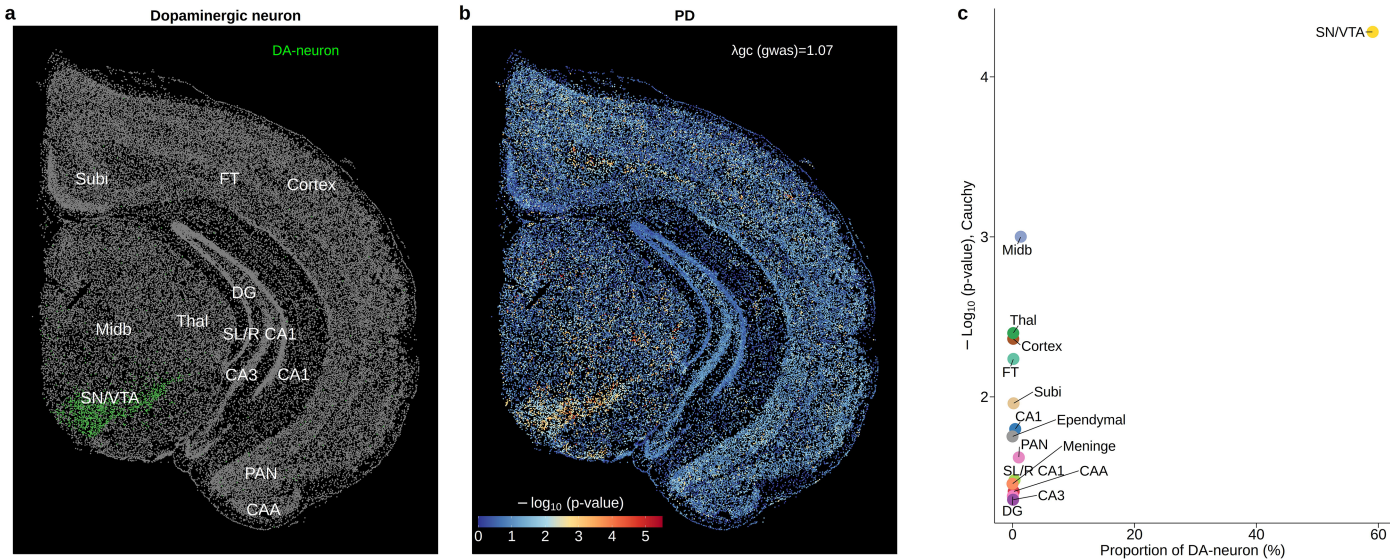 a
Dopaminergic neuron
DA-neuron
Subi
FT
Cortex
DG
Thal
Midb
SL/R CA1
CA3
CA1
SN/VTA
PAN
CAA
b
PD
λgc (gwas)=1.07
− log10 (p-value)
0 1 2 3 4 5
c
− Log10 (p-value), Cauchy
4
3
2
SN/VTA
Midb
Thal
Cortex
FT
Subi
CA1
Ependymal
PAN
Meninge
SL/R CA1
CAA
CA3
DG
0 20 40 60
Proportion of DA-neuron (%)